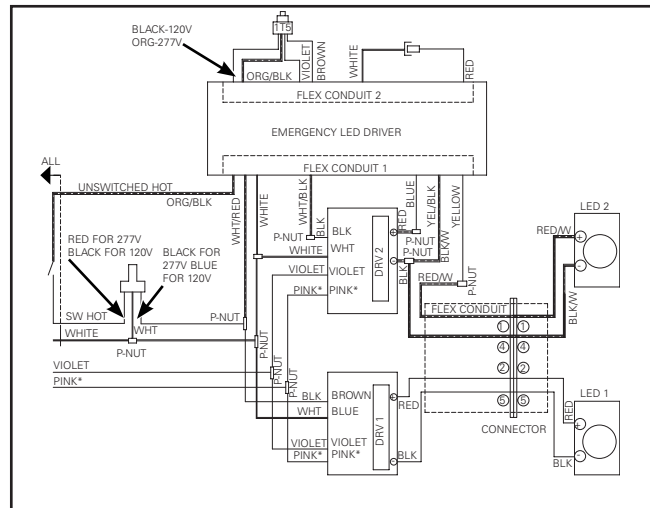 BLACK-120V
ORG-277V
1T5
ORG/BLK
VIOLET
BROWN
WHITE
RED
FLEX CONDUIT 2
EMERGENCY LED DRIVER
FLEX CONDUIT 1
ALL
UNSWITCHED HOT
ORG/BLK
WHT/RED
WHITE
WHT/BLK
P-NUT
BLK
RED
BLUE
P-NUT
YEL/BLK
YELLOW
BLK
WHT
VIOLET
PINK*
DRV 2
WHITE
VIOLET
PINK*
BLK
P-NUT
BLK/W
RED/W
P-NUT
RED/W
LED 2
BLK/W
RED FOR 277V
BLACK FOR 120V
BLACK FOR
277V BLUE
FOR 120V
SW HOT
WHT
P-NUT
WHITE
P-NUT
P-NUT
P-NUT
P-NUT
VIOLET
PINK*
FLEX CONDUIT
1 1
4 4
2 2
5 5
CONNECTOR
BLK
WHT
VIOLET
PINK*
BROWN
BLUE
VIOLET
PINK*
DRV 1
RED
BLK
LED 1
RED
BLK